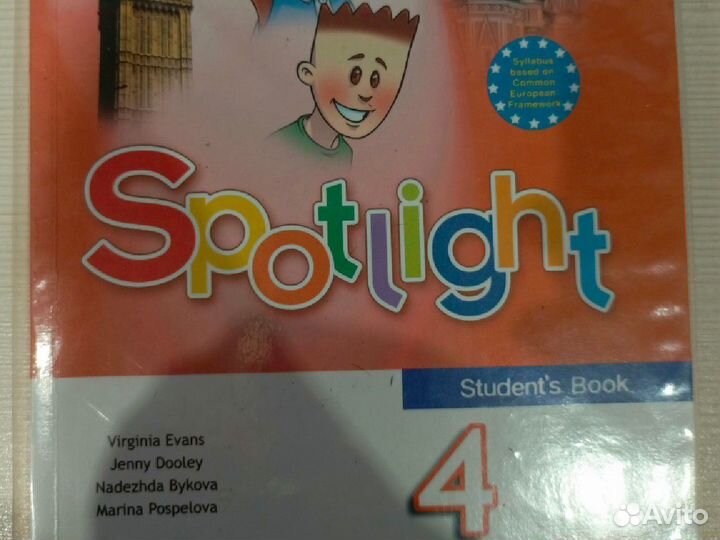 Syllabus
based on
Common
European
Framework
Spotlight
Student's Book
Virginia Evans
Jenny Dooley
Nadezhda Bykova
Marina Pospelova
4
Avito